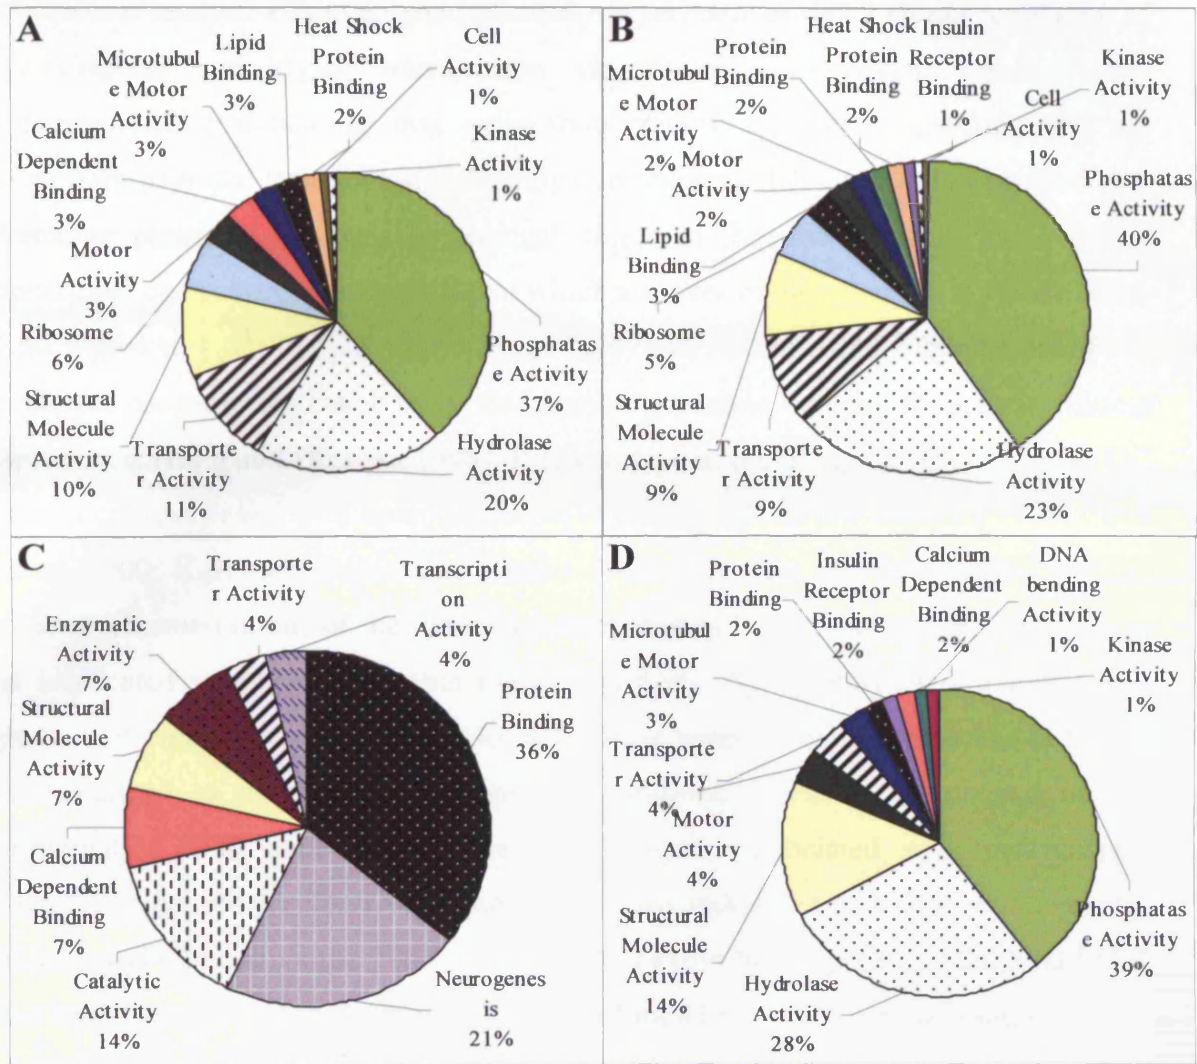 A
Microtubul
e Motor
Activity
3%
Lipid
Binding
3%
Heat Shock
Protein
Binding
2%
Cell
Activity
1%
Kinase
Activity
1%
Calcium
Dependent
Binding
3%
Motor
Activity
3%
Ribosome
6%
Structural
Molecule
Activity
10%
Transporte
r Activity
11%
Hydrolase
Activity
20%
Phosphatas
e Activity
37%
B
Microtubul
e Motor
Activity
2%
Protein
Binding
2%
Heat Shock
Protein
Binding
2%
Insulin
Receptor
Binding
1%
Cell
Activity
1%
Kinase
Activity
1%
Phosphatas
e Activity
40%
Motor
Activity
2%
Lipid
Binding
3%
Ribosome
5%
Structural
Molecule
Activity
9%
Transporte
r Activity
9%
Hydrolase
Activity
23%
C
Transporte
r Activity
4%
Transcripti
on
Activity
4%
Enzymatic
Activity
7%
Structural
Molecule
Activity
7%
Protein
Binding
36%
Calcium
Dependent
Binding
7%
Catalytic
Activity
14%
Neurogenes
is
21%
D
Protein
Binding
2%
Insulin
Receptor
Binding
2%
Calcium
Dependent
Binding
2%
DNA
bending
Activity
1%
Kinase
Activity
1%
Microtubul
e Motor
Activity
3%
Transporte
r Activity
4%
Motor
Activity
4%
Structural
Molecule
Activity
14%
Hydrolase
Activity
28%
Phosphatas
e Activity
39%